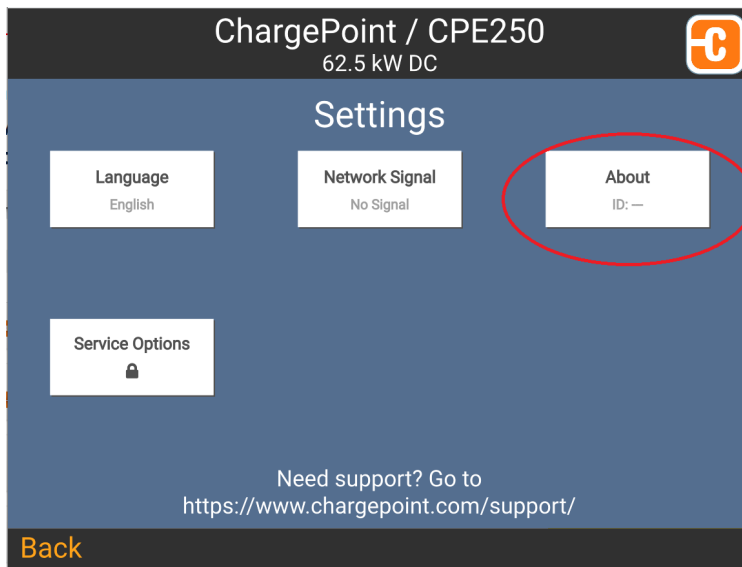 ChargePoint / CPE250
62.5 kW DC
Settings
Language
English
Network Signal
No Signal
About
ID: —
Service Options
Need support? Go to
https://www.chargepoint.com/support/
Back